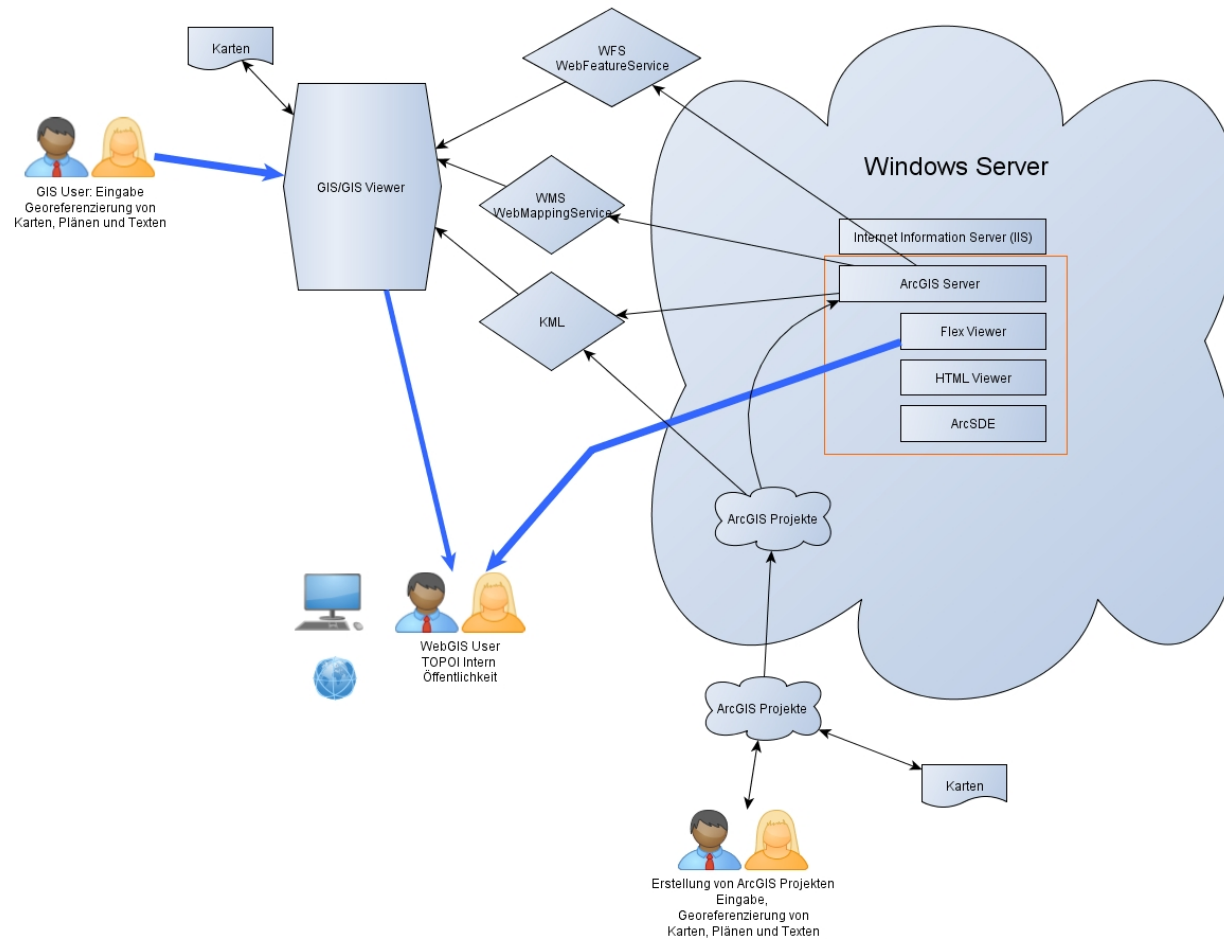 Karten
WFS
WebFeatureService
Windows Server
GIS/GIS Viewer
GIS User: Eingabe
Georeferenzierung von
Karten, Plänen und Texten
WMS
WebMappingService
Internet Information Server (IIS)
ArcGIS Server
KML
Flex Viewer
HTML Viewer
ArcSDE
ArcGIS Projekte
WebGIS User
TOPOI Intern
Öffentlichkeit
ArcGIS Projekte
Karten
Erstellung von ArcGIS Projekten
Eingabe,
Georeferenzierung von
Karten, Plänen und Texten